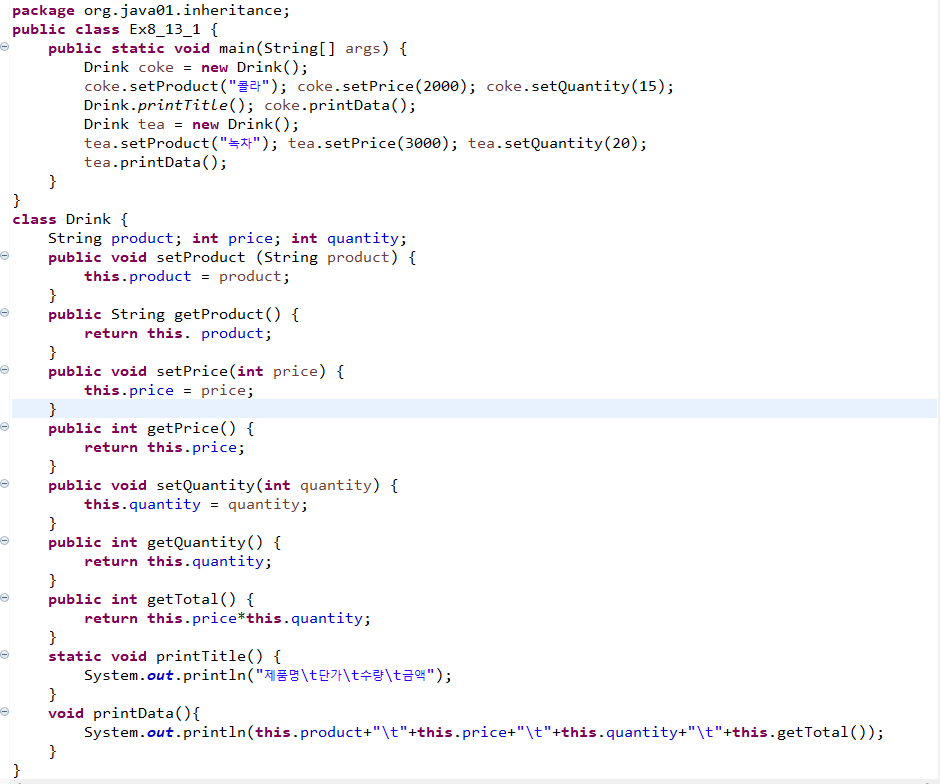 package org.java01.inheritance;
public class Ex8_13_1 {
    public static void main(String[] args) {
        Drink coke = new Drink();
        coke.setProduct("콜라"); coke.setPrice(2000); coke.setQuantity(15);
        Drink.printTitle(); coke.printData();
        Drink tea = new Drink();
        tea.setProduct("녹차"); tea.setPrice(3000); tea.setQuantity(20);
        tea.printData();
    }
}
class Drink {
    String product; int price; int quantity;
    public void setProduct (String product) {
        this.product = product;
    }
    public String getProduct() {
        return this. product;
    }
    public void setPrice(int price) {
        this.price = price;
    }
    public int getPrice() {
        return this.price;
    }
    public void setQuantity(int quantity) {
        this.quantity = quantity;
    }
    public int getQuantity() {
        return this.quantity;
    }
    public int getTotal() {
        return this.price*this.quantity;
    }
    static void printTitle() {
        System.out.println("제품명\t단가\t수량\t금액");
    }
    void printData(){
        System.out.println(this.product+"\t"+this.price+"\t"+this.quantity+"\t"+this.getTotal());
    }
}